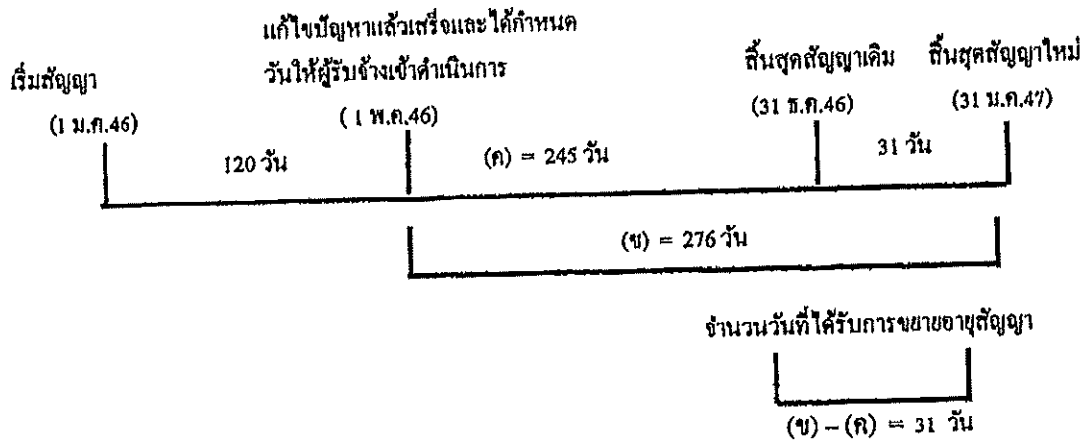 แก้ไขปัญหาแล้วเสร็จและได้กำหนด
วันให้ผู้รับจ้างเข้าดำเนินการ
เริ่มสัญญา
สิ้นสุดสัญญาเดิม สิ้นสุดสัญญาใหม่
(1 ม.ค.46)
(1 พ.ค.46)
(31 ธ.ค.46)
(31 ม.ค.47)
120 วัน
(ค) = 245 วัน
31 วัน
(ข) = 276 วัน
จำนวนวันที่ได้รับการขยายอายุสัญญา
(ข) – (ค) = 31 วัน